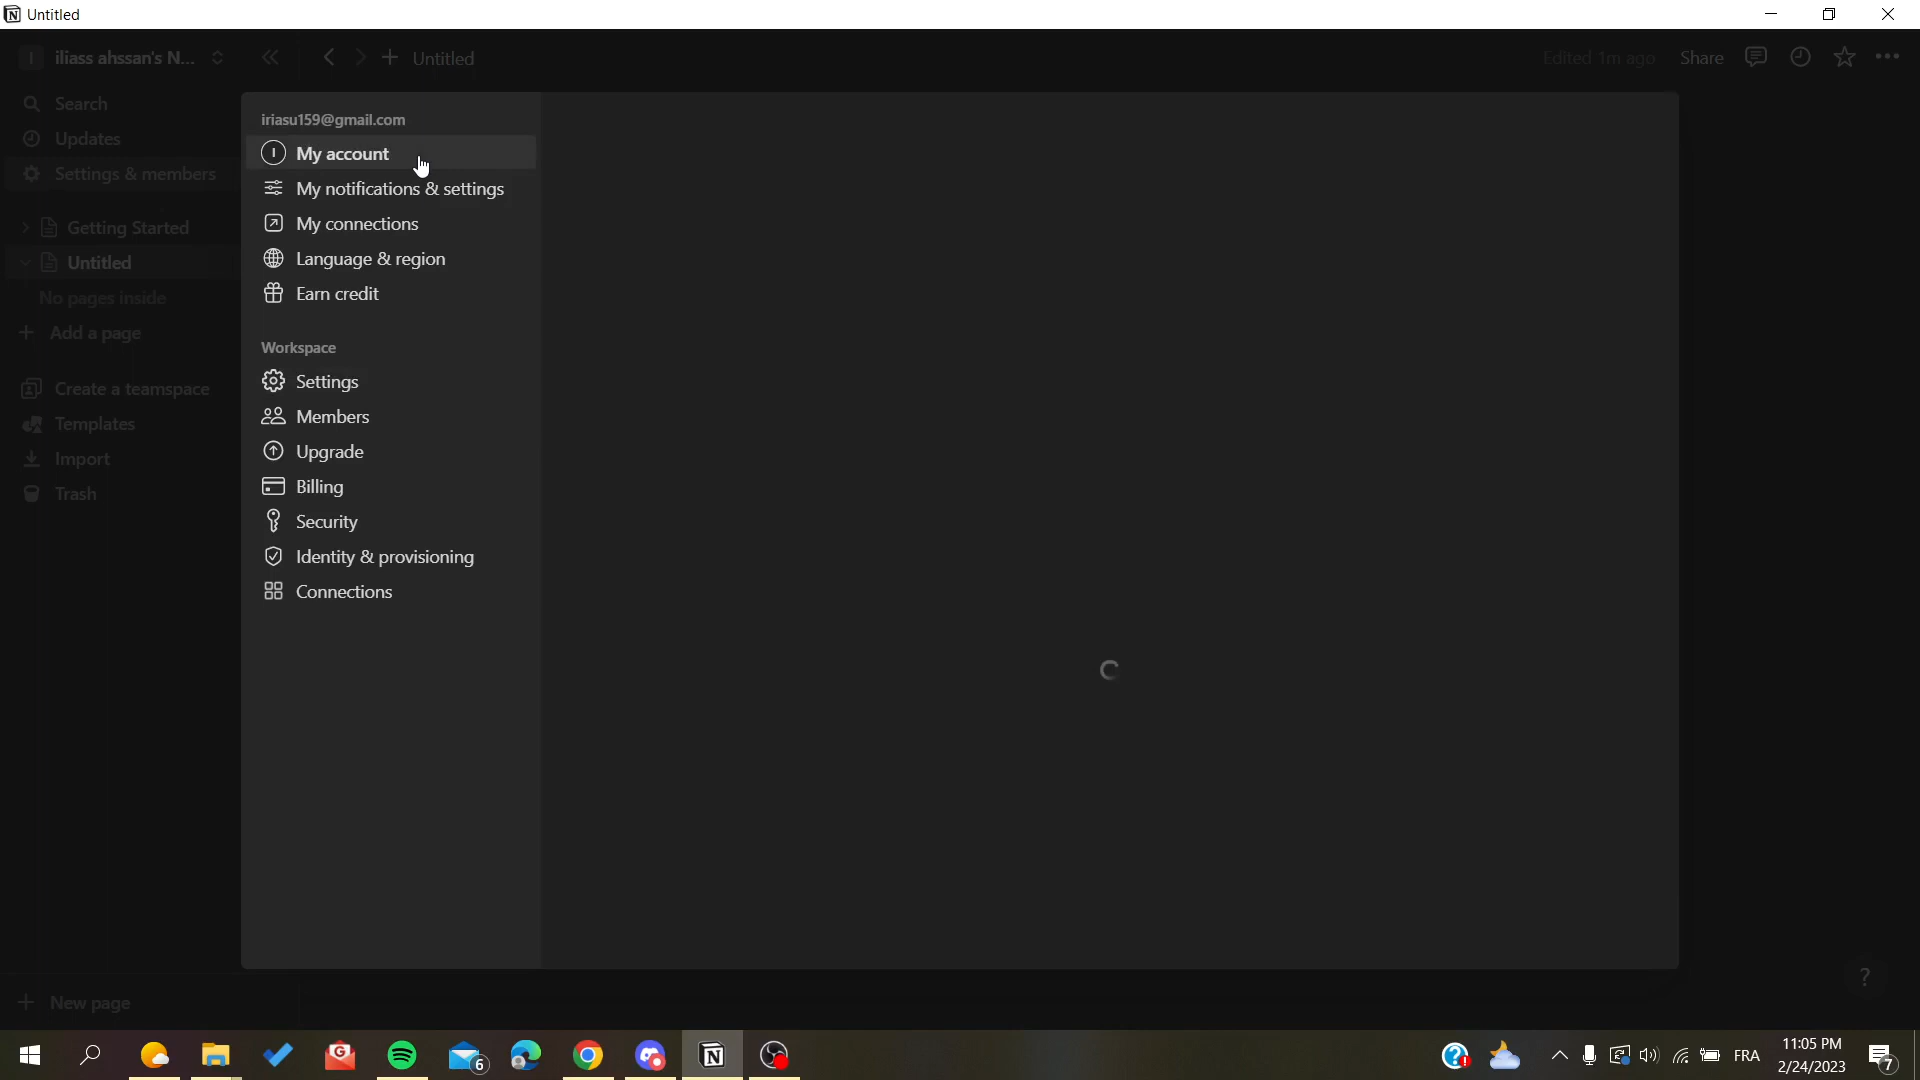 Untitled
iliass ahssan's N...
Untitled
Edited 1m ago
Share
Search
Updates
Settings & members
Getting Started
Untitled
No pages inside
Add a page
Create a teamspace
Templates
Import
Trash
New page
iriasu159@gmail.com
I My account
My notifications & settings
My connections
Language & region
Earn credit
Workspace
Settings
Members
Upgrade
Billing
Security
Identity & provisioning
Connections
?
6
FRA
11:05 PM
2/24/2023
7